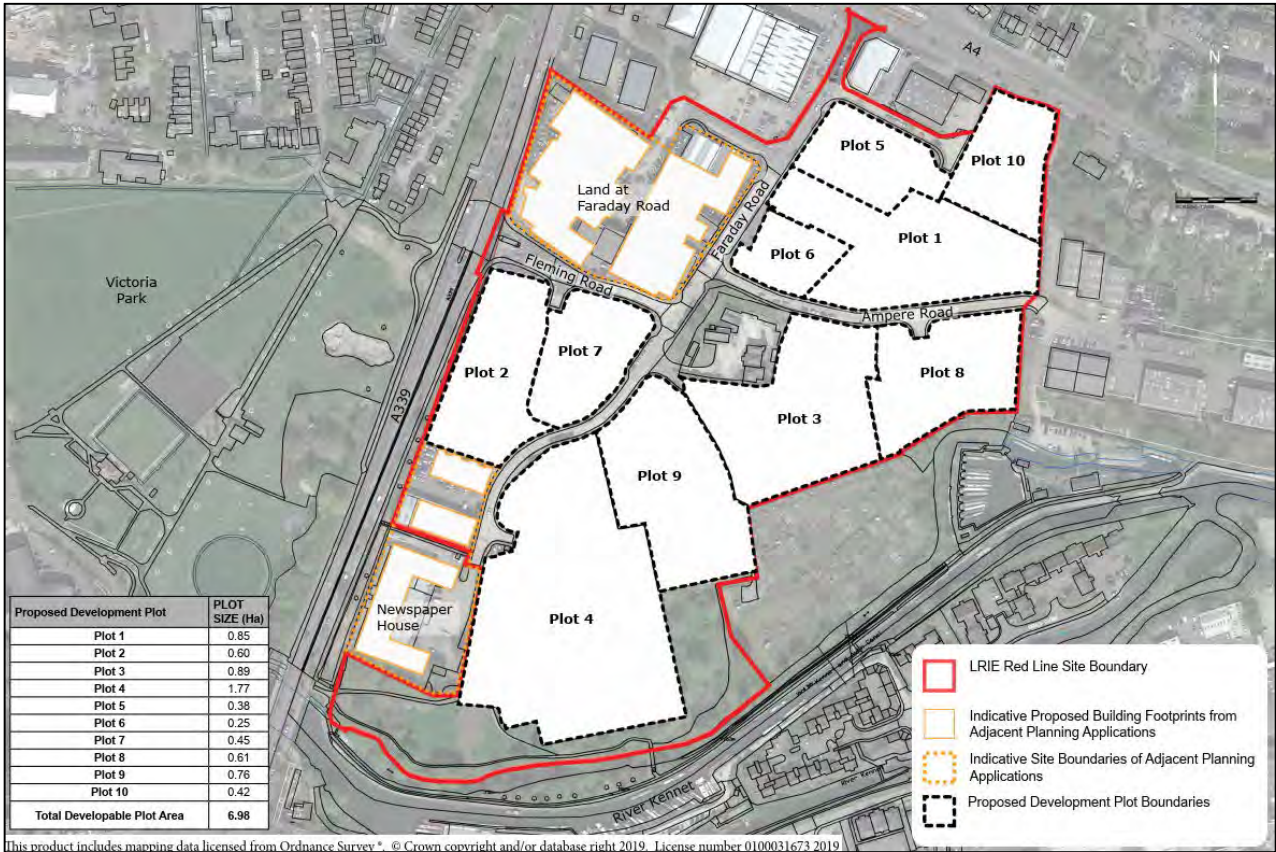 A4
N
Plot 5
Plot 10
Land at
Faraday Road
Faraday Road
Plot 1
Plot 6
Fleming Road
Victoria
Park
Ampere Road
Plot 7
Plot 2
Plot 8
A339
Plot 3
Plot 9
Newspaper
House
Plot 4
River Kennet
River Kennet
Proposed Development Plot PLOT SIZE (Ha)
Plot 1 0.85
Plot 2 0.60
Plot 3 0.89
Plot 4 1.77
Plot 5 0.38
Plot 6 0.25
Plot 7 0.45
Plot 8 0.61
Plot 9 0.76
Plot 10 0.42
Total Developable Plot Area 6.98
LRIE Red Line Site Boundary
Indicative Proposed Building Footprints from
Adjacent Planning Applications
Indicative Site Boundaries of Adjacent Planning
Applications
Proposed Development Plot Boundaries
This product includes mapping data licensed from Ordnance Survey ®. © Crown copyright and/or database right 2019. License number 0100031673 2019